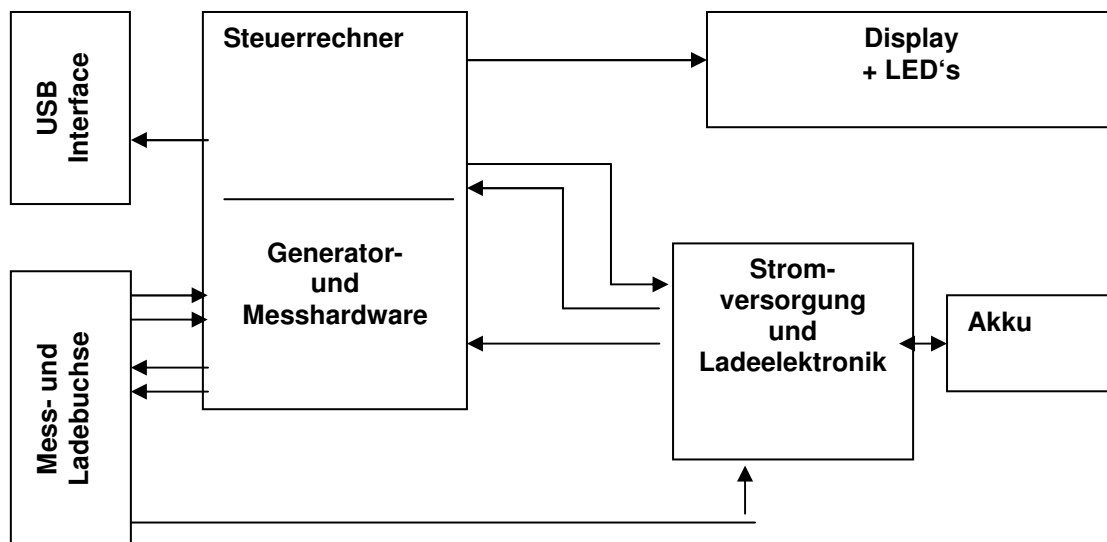 USB
Interface
Steuerrechner
Display
+ LED‘s
Generator-
und
Messhardware
Mess- und
Ladebuchse
Strom-
versorgung
und
Ladeelektronik
Akku